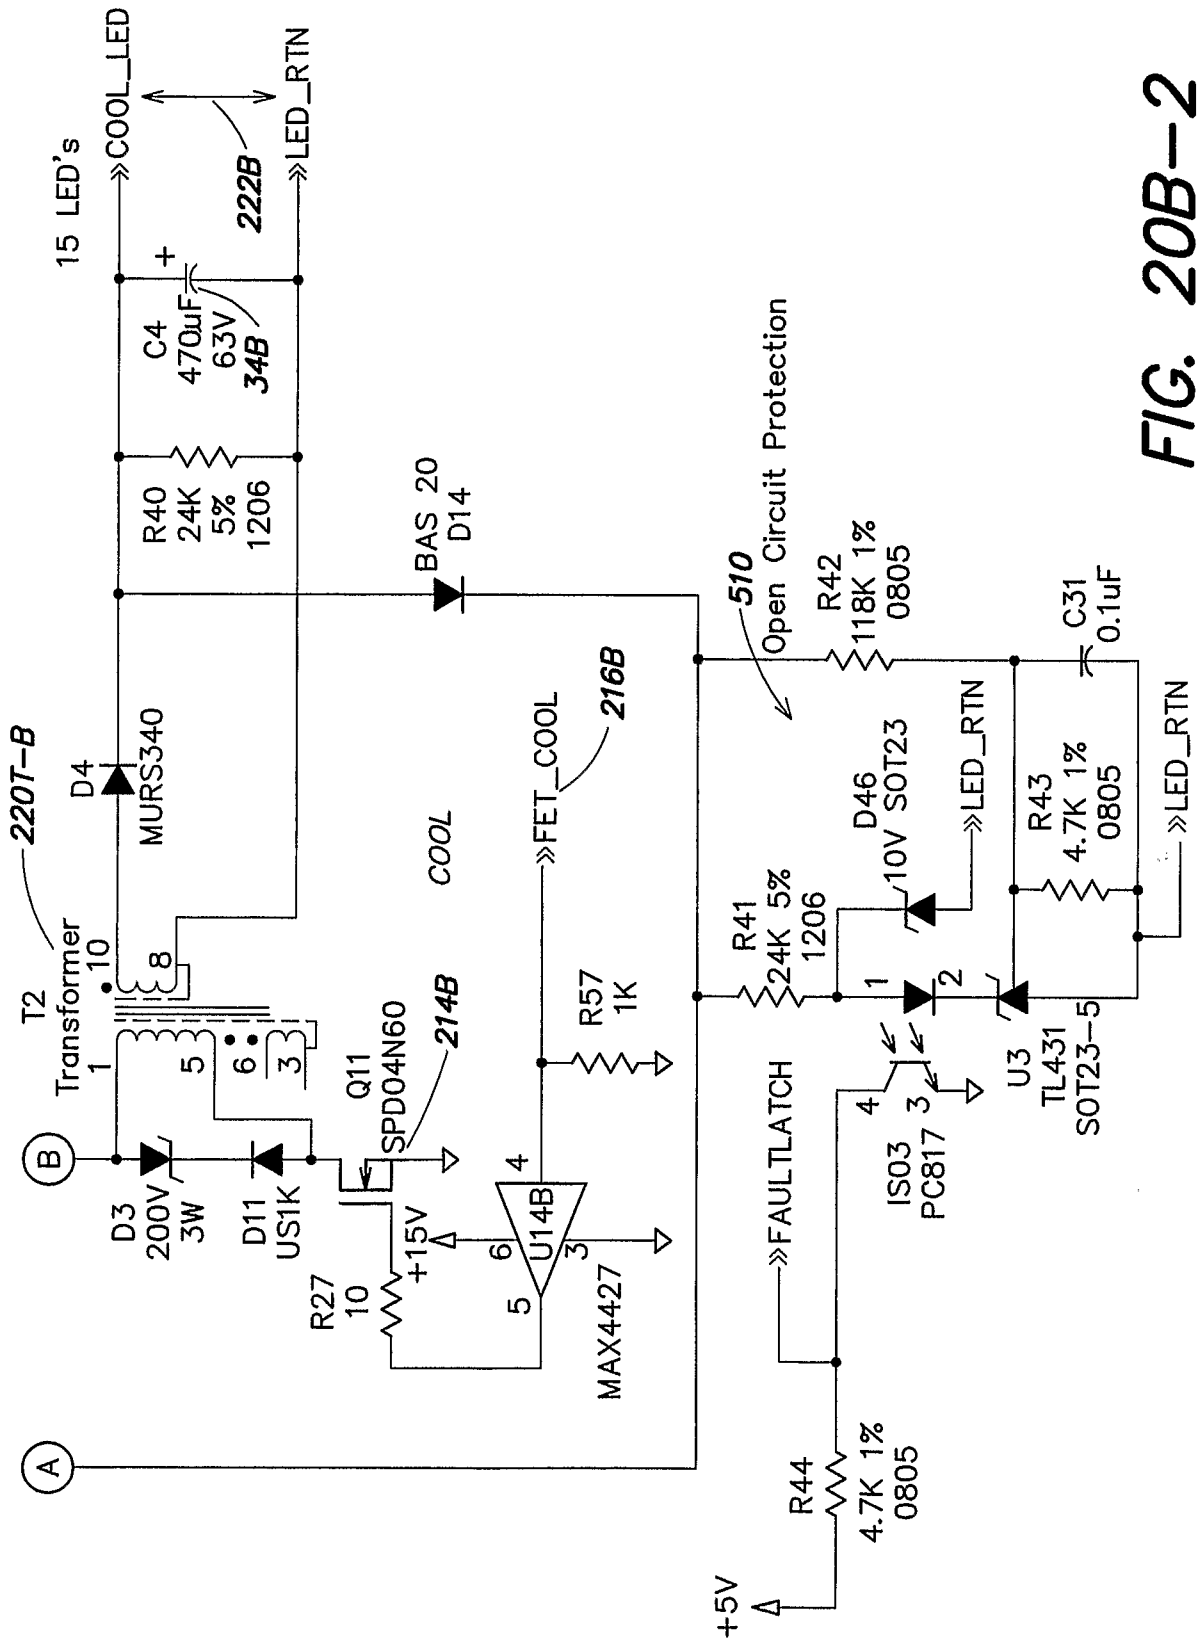 B
A
T2
Transformer
220T-B
1
5
6
3
10
8
D4
MURS340
R40
24K
5%
1206
C4
470uF
63V
34B
+
15 LED's
COOL_LED
222B
LED_RTN
D3
200V
3W
D11
US1K
Q11
SPD04N60
214B
R27
10
+15V
6
5
U14B
4
3
MAX4427
R57
1K
COOL
FET_COOL
216B
BAS 20
D14
510
Open Circuit Protection
R42
118K 1%
0805
C31
0.1uF
R41
24K 5%
1206
D46
10V SOT23
LED_RTN
R43
4.7K 1%
0805
LED_RTN
1
2
U3
TL431
SOT23-5
4
3
ISO3
PC817
FAULTLATCH
R44
4.7K 1%
0805
+5V
FIG. 20B-2